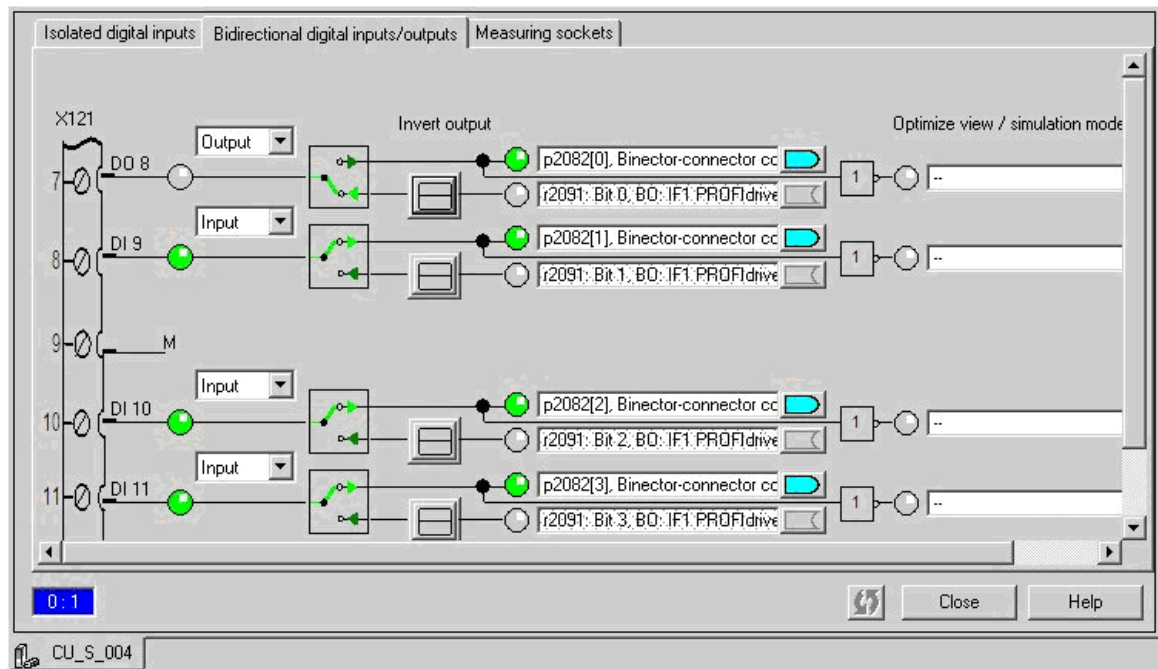 Isolated digital inputs Bidirectional digital inputs/outputs Measuring sockets
X121 Invert output Optimize view / simulation mode
Output
DO 8 p2082[0], Binector-connector cc
7 r2091: Bit 0, BO: IF1 PROFIdrive 1 --
Input
DI 9 p2082[1], Binector-connector cc
8 r2091: Bit 1, BO: IF1 PROFIdrive 1 --
9 M
Input
DI 10 p2082[2], Binector-connector cc
10 r2091: Bit 2, BO: IF1 PROFIdrive 1 --
Input
DI 11 p2082[3], Binector-connector cc
11 r2091: Bit 3, BO: IF1 PROFIdrive 1 --
0 : 1 Close Help
CU_S_004